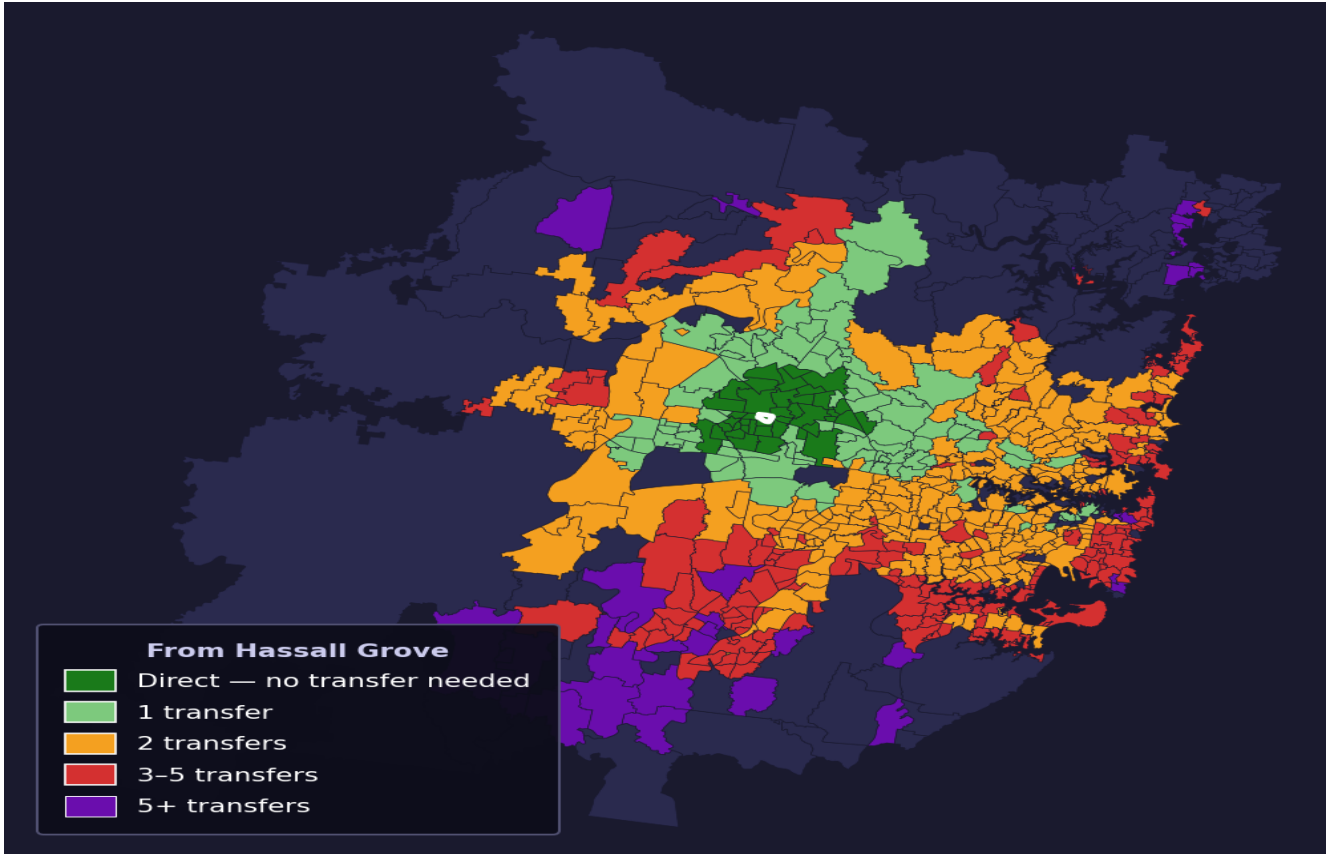 From Hassall Grove
Direct — no transfer needed
1 transfer
2 transfers
3–5 transfers
5+ transfers